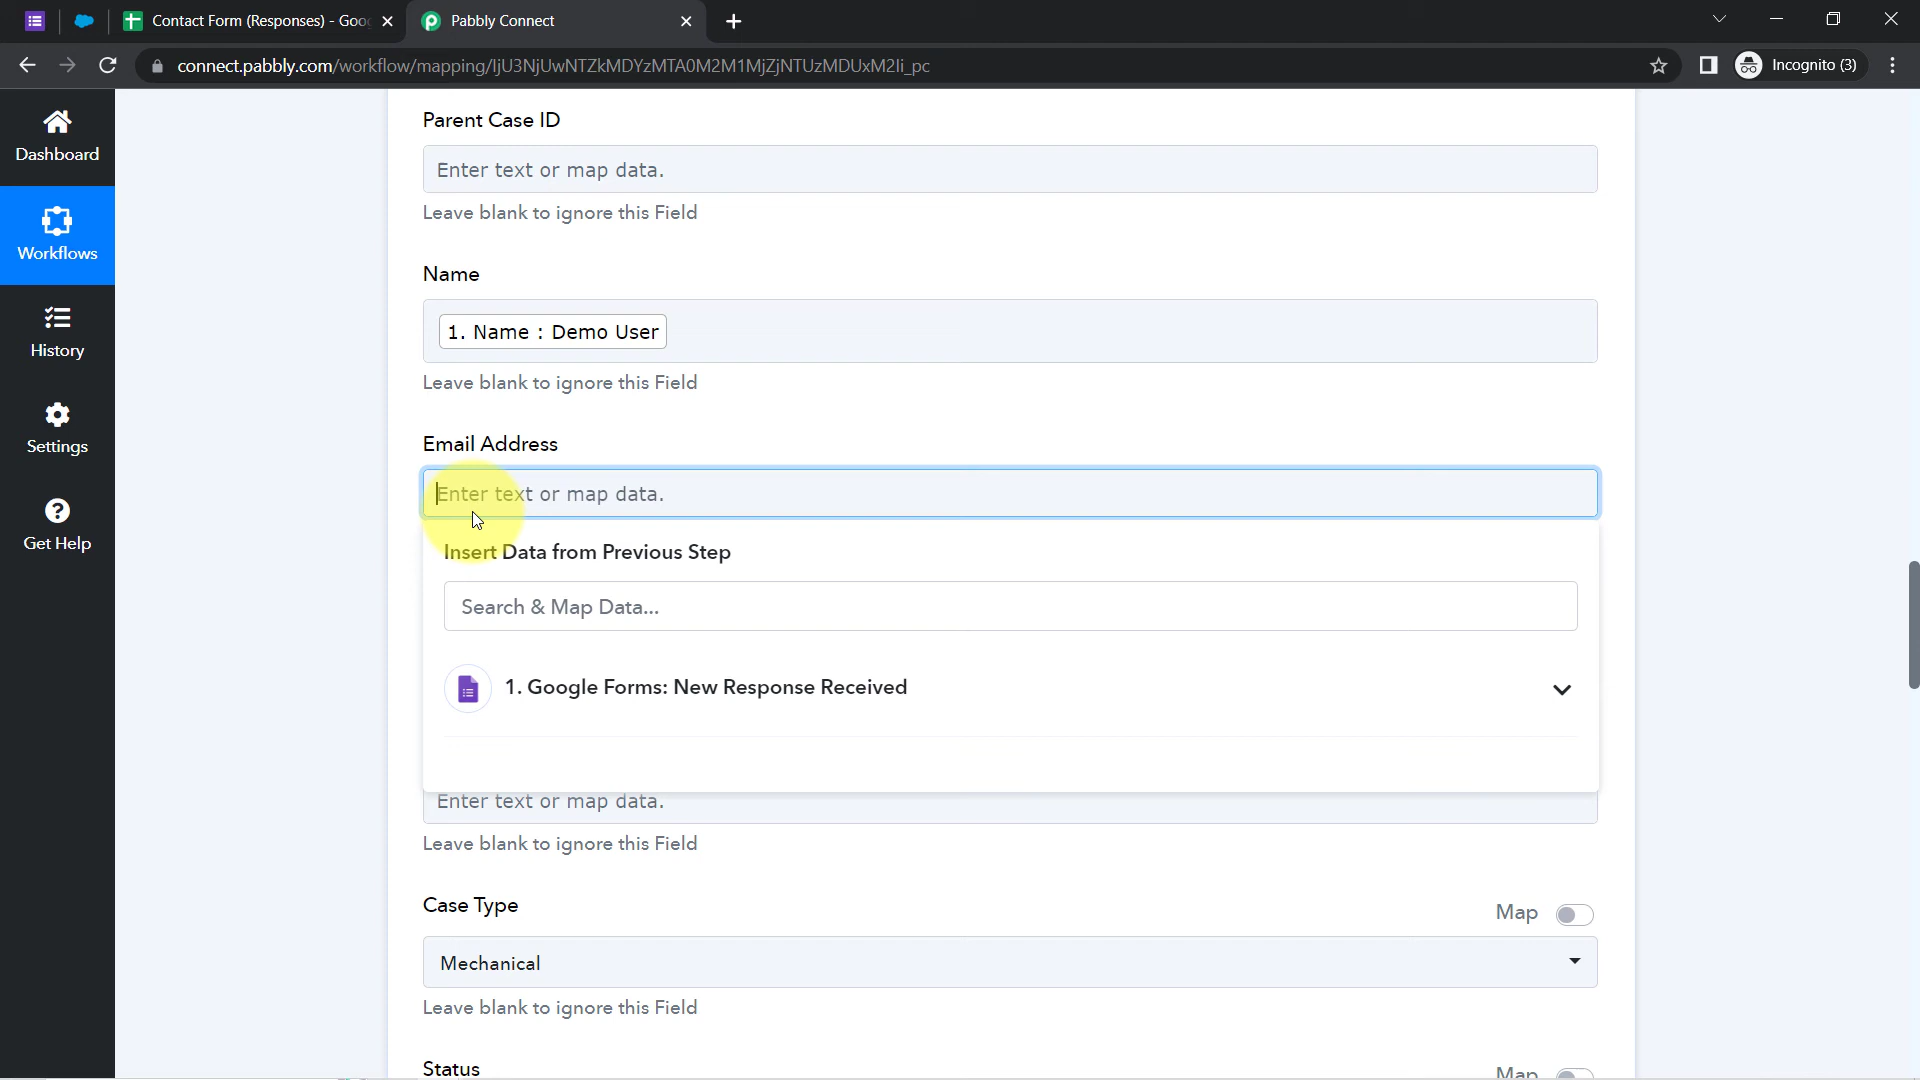 Contact Form (Responses) - Goo
Pabbly Connect
connect.pabbly.com/workflow/mapping/IjU3NjUwNTZkMDYzMTA0M2M1MjZjNTUzMDUxM2Ii_pc
Incognito (3)
Dashboard
Workflows
History
Settings
Get Help
Parent Case ID
Enter text or map data.
Leave blank to ignore this Field
Name
1. Name : Demo User
Leave blank to ignore this Field
Email Address
Enter text or map data.
Insert Data from Previous Step
Search & Map Data...
1. Google Forms: New Response Received
Enter text or map data.
Leave blank to ignore this Field
Case Type
Map
Mechanical
Leave blank to ignore this Field
Status
Map